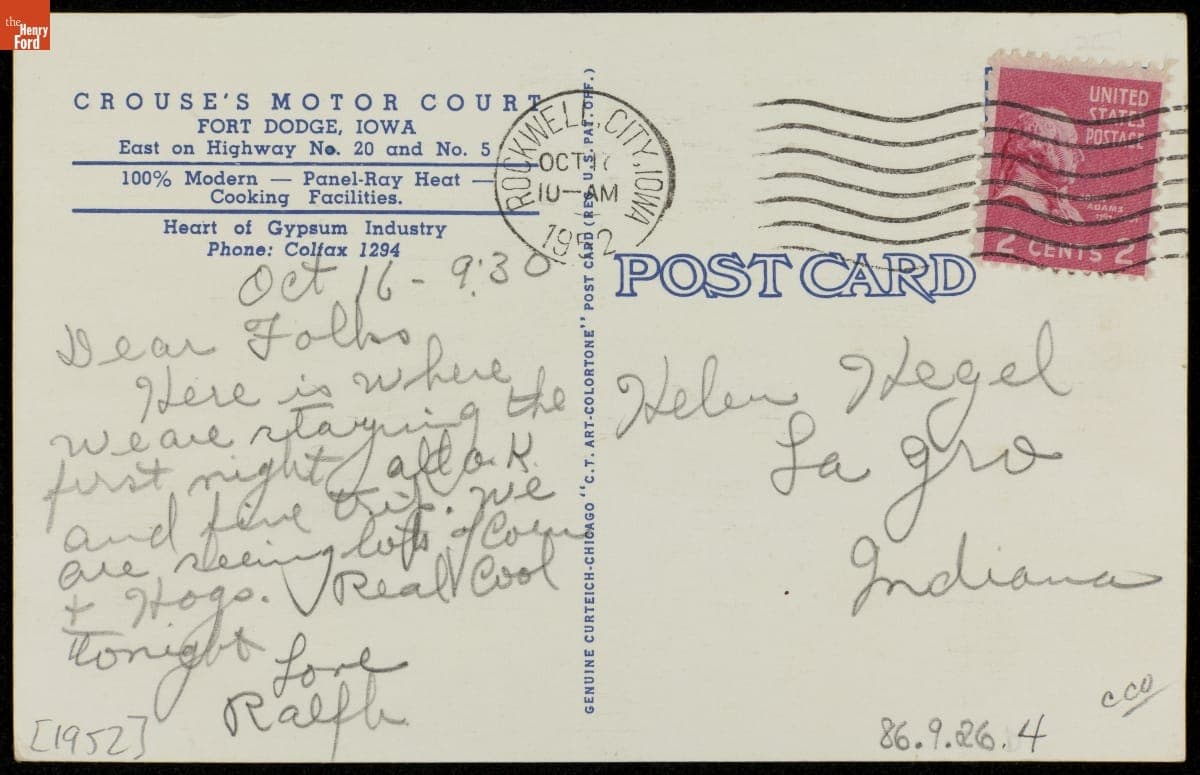 the Henry Ford
CROUSE'S MOTOR COURT
FORT DODGE, IOWA
East on Highway No. 20 and No. 5
100% Modern — Panel-Ray Heat —
Cooking Facilities.
Heart of Gypsum Industry
Phone: Colfax 1294
Oct 16 - 9:30
Dear Folks
Here is where
we are staying the
first night all o.K.
and fine trip. We
are seeing lots of Corn
+ Hogs. Real Cool
tonight
Love
Ralph
[1952]
GENUINE CURTEICH-CHICAGO "C.T. ART-COLORTONE" POST CARD (REG. U.S. PAT. OFF.)
ROCKWELL CITY, IOWA
OCT 17
10—AM
1952
UNITED
STATES
POSTAGE
ADAMS
2 CENTS 2
POST CARD
Helen Hegel
La gro
Indiana
cco
86.9.26.4